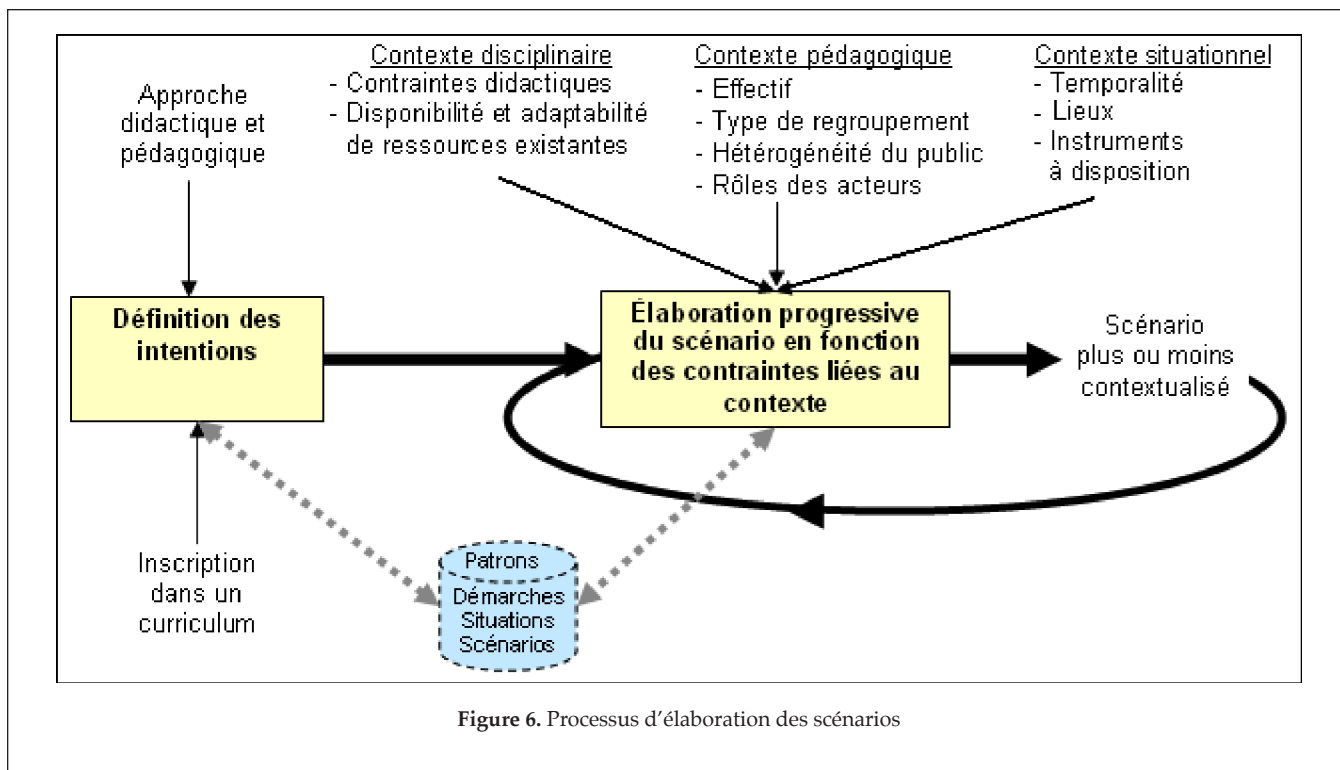 Approche
didactique et
pédagogique
Contexte disciplinaire
- Contraintes didactiques
- Disponibilité et adaptabilité
de ressources existantes
Contexte pédagogique
- Effectif
- Type de regroupement
- Hétérogénéité du public
- Rôles des acteurs
Contexte situationnel
- Temporalité
- Lieux
- Instruments
à disposition
Définition des
intentions
Élaboration progressive
du scénario en fonction
des contraintes liées au
contexte
Scénario
plus ou moins
contextualisé
Inscription
dans un
curriculum
Patrons
Démarches
Situations
Scénarios
Figure 6. Processus d'élaboration des scénarios